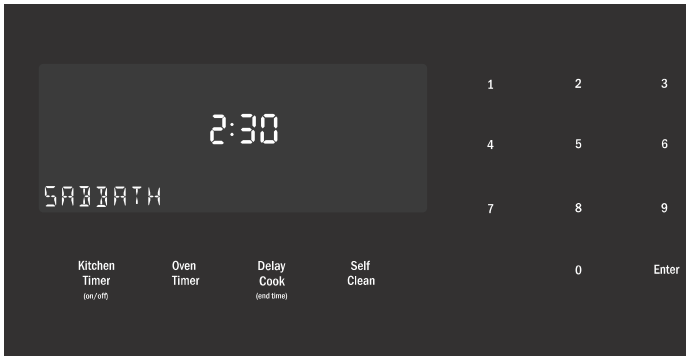 2:30
SABBATH
1 2 3
4 5 6
7 8 9
0 Enter
Kitchen Timer (on/off)
Oven Timer
Delay Cook (end time)
Self Clean